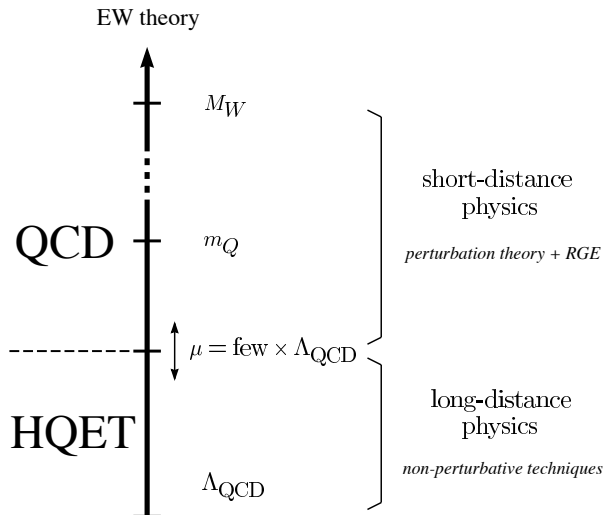 EW theory
M_W
short-distance
physics
QCD
m_Q
perturbation theory + RGE
μ = few × Λ_QCD
HQET
long-distance
physics
non-perturbative techniques
Λ_QCD